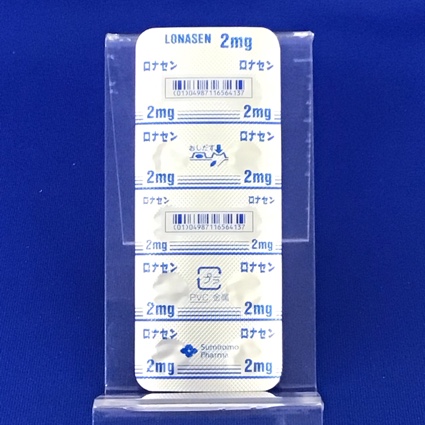 LONASEN 2mg
ロナセン ロナセン
(01)04987116564137
2mg 2mg
ロナセン ロナセン
おしだす
2mg 2mg
ロナセン ロナセン
(01)04987116564137
2mg 2mg
ロナセン ロナセン
プラ
PVC 金属
2mg 2mg
ロナセン ロナセン
Sumitomo
Pharma
2mg 2mg